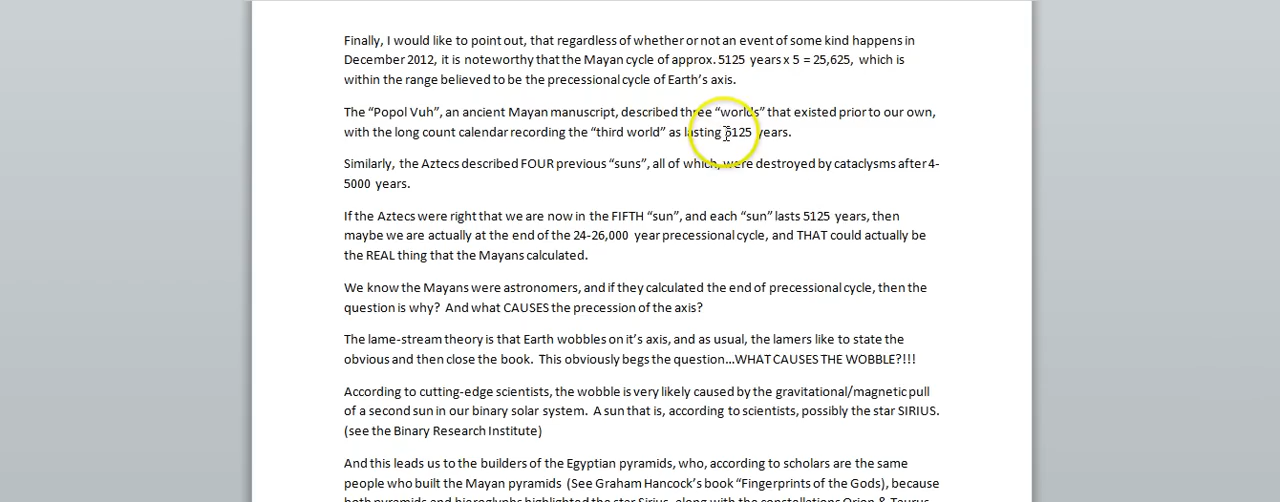 Finally, I would like to point out, that regardless of whether or not an event of some kind happens in
December 2012, it is noteworthy that the Mayan cycle of approx. 5125 years x 5 = 25,625, which is
within the range believed to be the precessional cycle of Earth's axis.
The "Popol Vuh", an ancient Mayan manuscript, described three "worlds" that existed prior to our own,
with the long count calendar recording the "third world" as lasting 5125 years.
Similarly, the Aztecs described FOUR previous "suns", all of which, were destroyed by cataclysms after 4-
5000 years.
If the Aztecs were right that we are now in the FIFTH "sun", and each "sun" lasts 5125 years, then
maybe we are actually at the end of the 24-26,000 year precessional cycle, and THAT could actually be
the REAL thing that the Mayans calculated.
We know the Mayans were astronomers, and if they calculated the end of precessional cycle, then the
question is why? And what CAUSES the precession of the axis?
The lame-stream theory is that Earth wobbles on it's axis, and as usual, the lamers like to state the
obvious and then close the book. This obviously begs the question...WHAT CAUSES THE WOBBLE?!!!
According to cutting-edge scientists, the wobble is very likely caused by the gravitational/magnetic pull
of a second sun in our binary solar system. A sun that is, according to scientists, possibly the star SIRIUS.
(see the Binary Research Institute)
And this leads us to the builders of the Egyptian pyramids, who, according to scholars are the same
people who built the Mayan pyramids (See Graham Hancock's book "Fingerprints of the Gods), because
both pyramids and hieroglyphs highlighted the star Sirius, along with the constellations Orion & Taurus